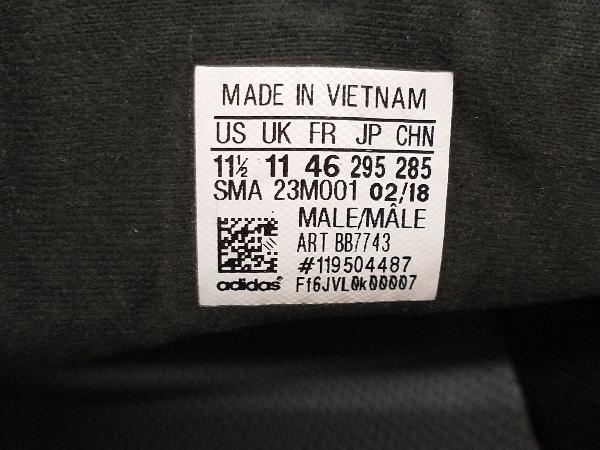 MADE IN VIETNAM
US UK FR JP CHN
11½ 11 46 295 285
SMA 23M001 02/18
MALE/MÂLE
ART BB7743
#119504487
adidas® Ff6JVL0k00007